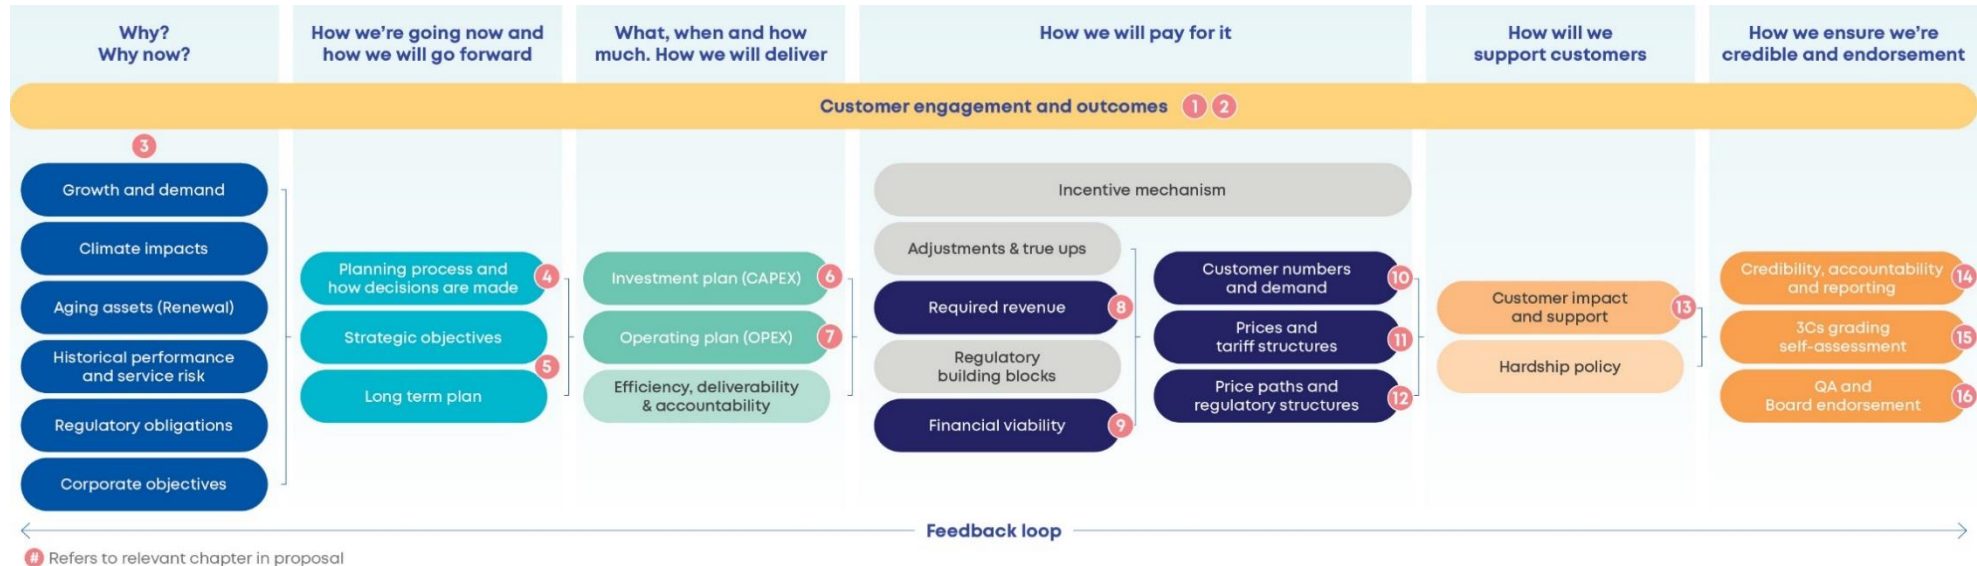 Why?
Why now?
How we're going now and
how we will go forward
What, when and how
much. How we will deliver
How we will pay for it
How will we
support customers
How we ensure we're
credible and endorsement
Customer engagement and outcomes 1 2
3
Growth and demand
Climate impacts
Aging assets (Renewal)
Historical performance
and service risk
Regulatory obligations
Corporate objectives
Planning process and
how decisions are made
4
Strategic objectives
5
Long term plan
Investment plan (CAPEX) 6
Operating plan (OPEX) 7
Efficiency, deliverability
& accountability
Incentive mechanism
Adjustments & true ups
Required revenue 8
Regulatory
building blocks
Financial viability 9
Customer numbers
and demand
10
Prices and
tariff structures
11
Price paths and
regulatory structures
12
Customer impact
and support
13
Hardship policy
Credibility, accountability
and reporting
14
3Cs grading
self-assessment
15
QA and
Board endorsement
16
Feedback loop
# Refers to relevant chapter in proposal